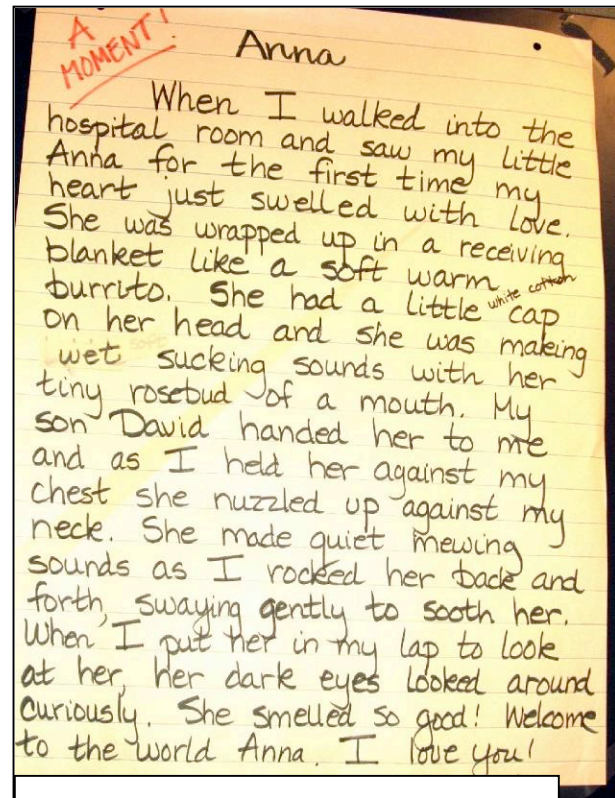 A
MOMENT!
Anna
When I walked into the
hospital room and saw my little
Anna for the first time my
heart just swelled with love.
She was wrapped up in a receiving
blanket like a soft warm
burrito. She had a little white cotton cap
on her head and she was making
wet sucking sounds with her
tiny rosebud of a mouth. My
son David handed her to me
and as I held her against my
chest she nuzzled up against my
neck. She made quiet mewing
sounds as I rocked her back and
forth, swaying gently to sooth her.
When I put her in my lap to look
at her, her dark eyes looked around
curiously. She smelled so good! Welcome
to the world Anna. I love you!